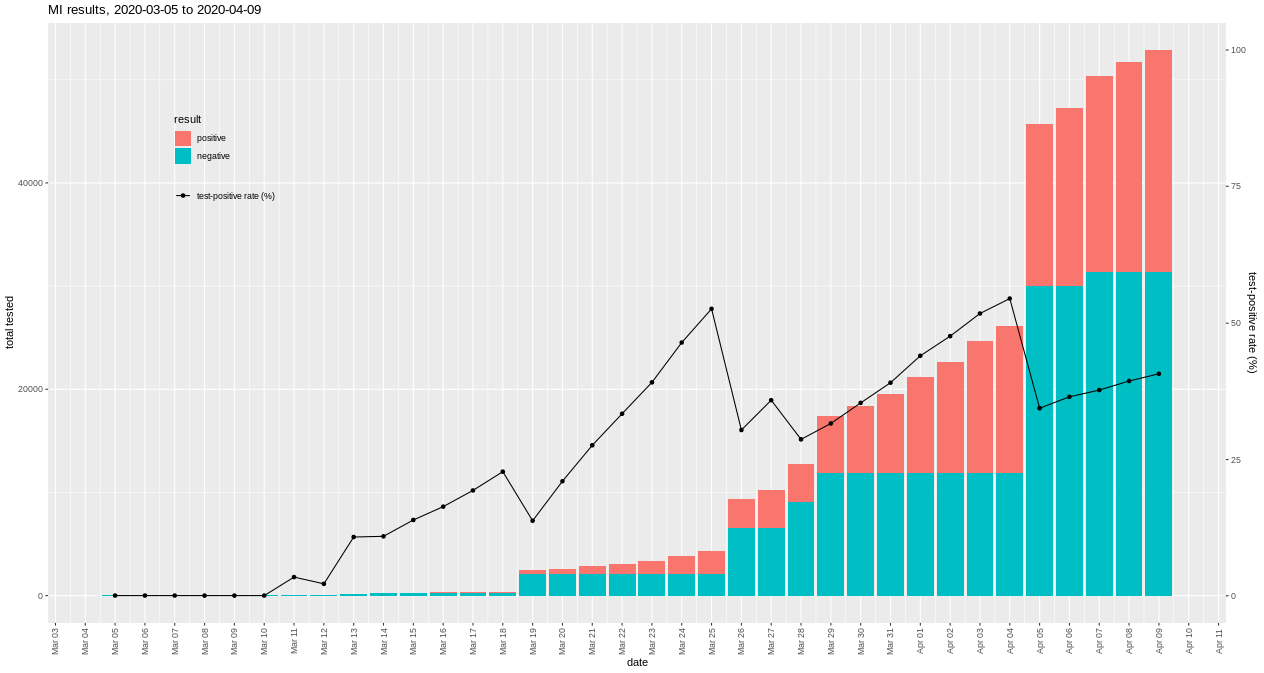 MI results, 2020-03-05 to 2020-04-09
result
positive
negative
test-positive rate (%)
total tested
40000
20000
0
100
75
50
25
0
test-positive rate (%)
Mar 03
Mar 04
Mar 05
Mar 06
Mar 07
Mar 08
Mar 09
Mar 10
Mar 11
Mar 12
Mar 13
Mar 14
Mar 15
Mar 16
Mar 17
Mar 18
Mar 19
Mar 20
Mar 21
Mar 22
Mar 23
Mar 24
Mar 25
Mar 26
Mar 27
Mar 28
Mar 29
Mar 30
Mar 31
Apr 01
Apr 02
Apr 03
Apr 04
Apr 05
Apr 06
Apr 07
Apr 08
Apr 09
Apr 10
Apr 11
date